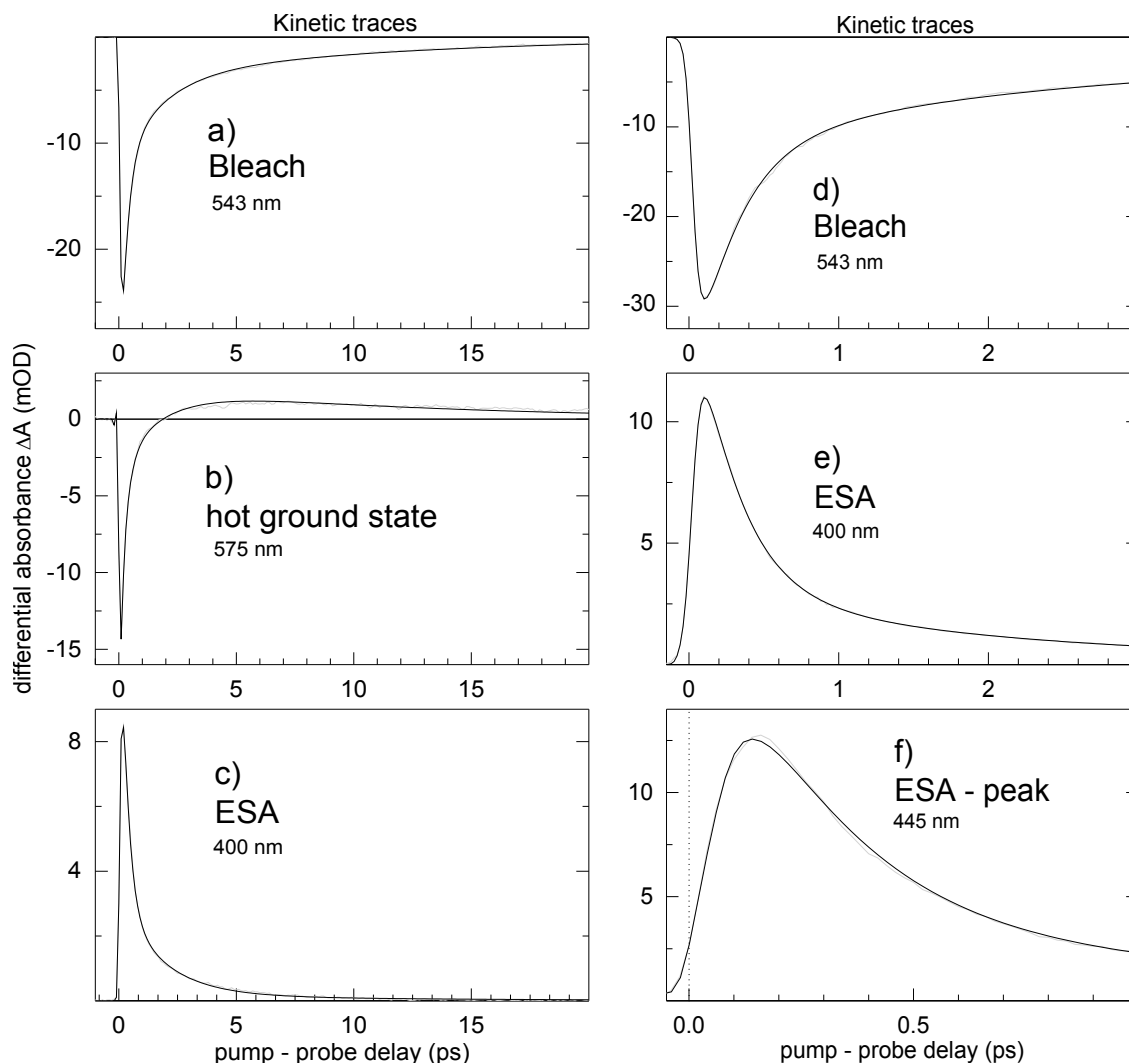 Kinetic traces
differential absorbance ΔA (mOD)
-10
-20
a)
Bleach
543 nm
0 5 10 15
0
-5
-10
-15
b)
hot ground state
575 nm
0 5 10 15
8
4
c)
ESA
400 nm
0 5 10 15
pump - probe delay (ps)
Kinetic traces
-10
-20
-30
d)
Bleach
543 nm
0 1 2
10
5
e)
ESA
400 nm
0 1 2
10
5
f)
ESA - peak
445 nm
0.0 0.5
pump - probe delay (ps)